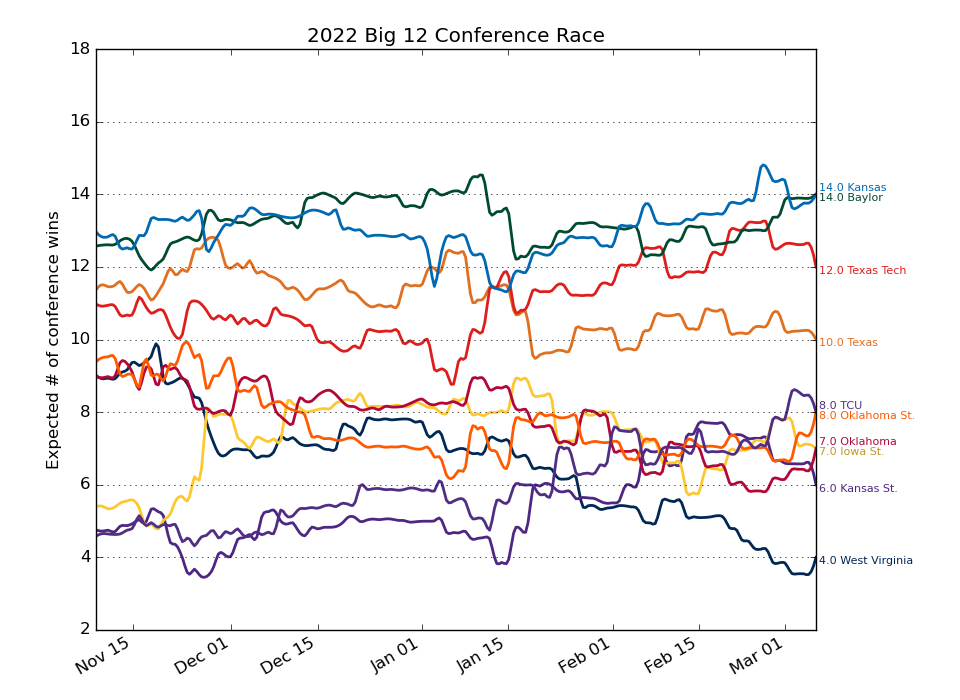 2022 Big 12 Conference Race
Expected # of conference wins
18
16
14
12
10
8
6
4
2
14.0 Kansas
14.0 Baylor
12.0 Texas Tech
10.0 Texas
8.0 TCU
8.0 Oklahoma St.
7.0 Oklahoma
7.0 Iowa St.
6.0 Kansas St.
4.0 West Virginia
Nov 15
Dec 01
Dec 15
Jan 01
Jan 15
Feb 01
Feb 15
Mar 01